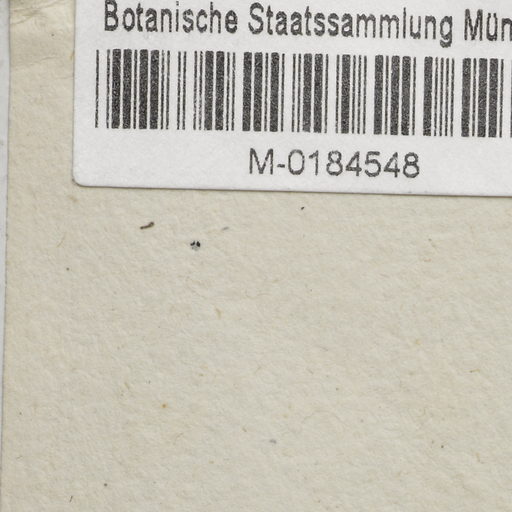 Botanische Staatssammlung Mün
M-0184548